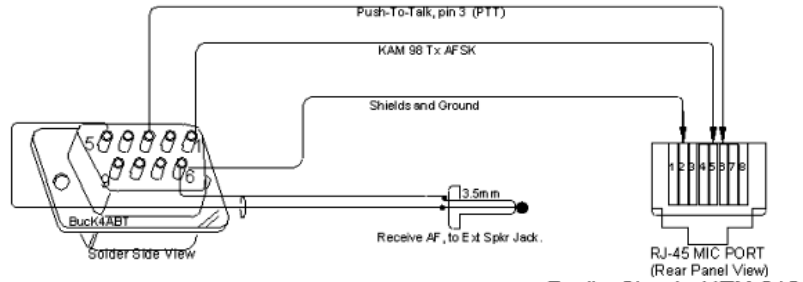 Push-To-Talk, pin 3 (PTT)
KAM 98 Tx AFSK
Shields and Ground
5
1
9
6
1 2 3 4 5 6 7 8
3.5mm
BucK4ABT
Receive AF, to Ext Spkr Jack.
Solder Side View
RJ-45 MIC PORT
(Rear Panel View)